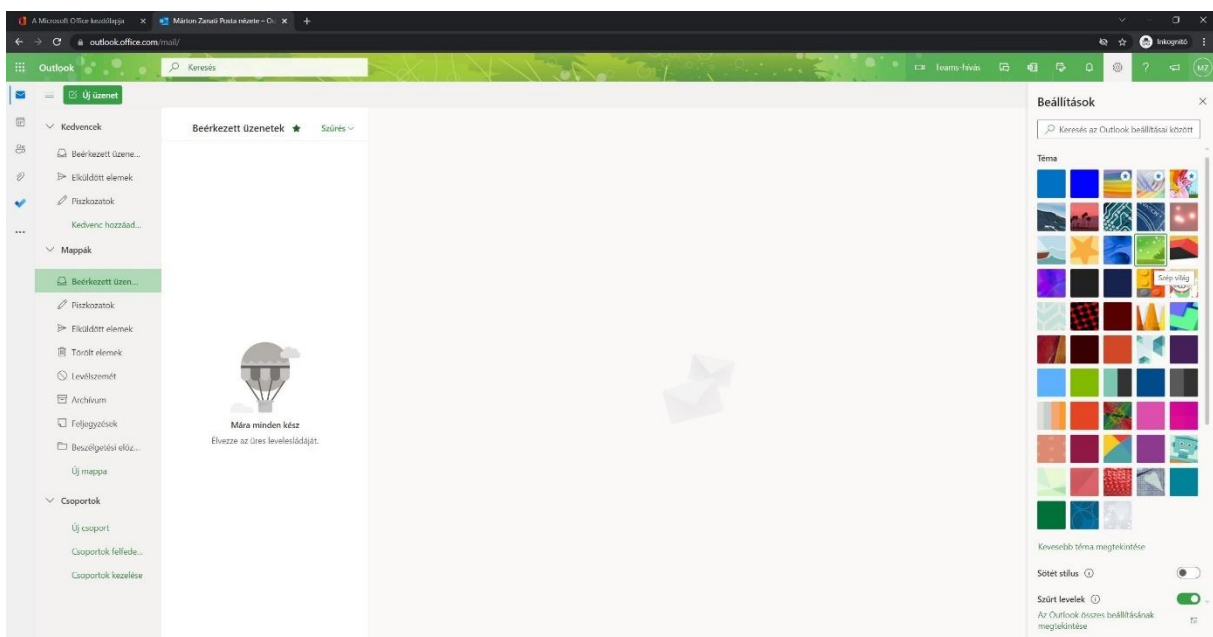 A Microsoft Office kezdőlapja
Márton Zanati Posta nézete – Ou
outlook.office.com/mail/
Inkognitó
Outlook
Keresés
Teams-hívás
MZ
Új üzenet
Kedvencek
Beérkezett üzene...
Elküldött elemek
Piszkozatok
Kedvenc hozzáad...
Mappák
Beérkezett üzen...
Piszkozatok
Elküldött elemek
Törölt elemek
Levélszemét
Archívum
Feljegyzések
Beszélgetési előz...
Új mappa
Csoportok
Új csoport
Csoportok felfede...
Csoportok kezelése
Beérkezett üzenetek
Szűrés
Mára minden kész
Élvezze az üres levelesládáját.
Beállítások
Keresés az Outlook beállításai között
Téma
Szép világ
Kevesebb téma megtekintése
Sötét stílus
Szűrt levelek
Az Outlook összes beállításának
megtekintése